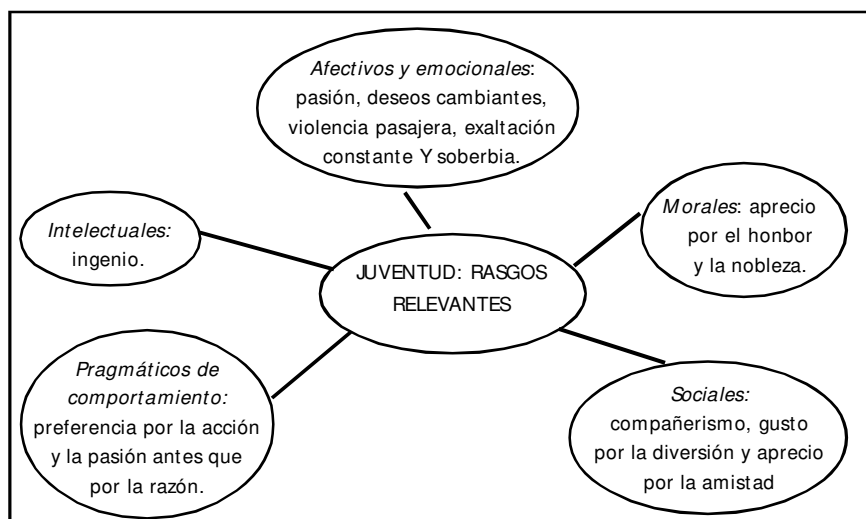 Afectivos y emocionales:
pasión, deseos cambiantes,
violencia pasajera, exaltación
constante Y soberbia.
Intelectuales:
ingenio.
Morales: aprecio
por el honbor
y la nobleza.
JUVENTUD: RASGOS
RELEVANTES
Pragmáticos de
comportamiento:
preferencia por la acción
y la pasión antes que
por la razón.
Sociales:
compañerismo, gusto
por la diversión y aprecio
por la amistad